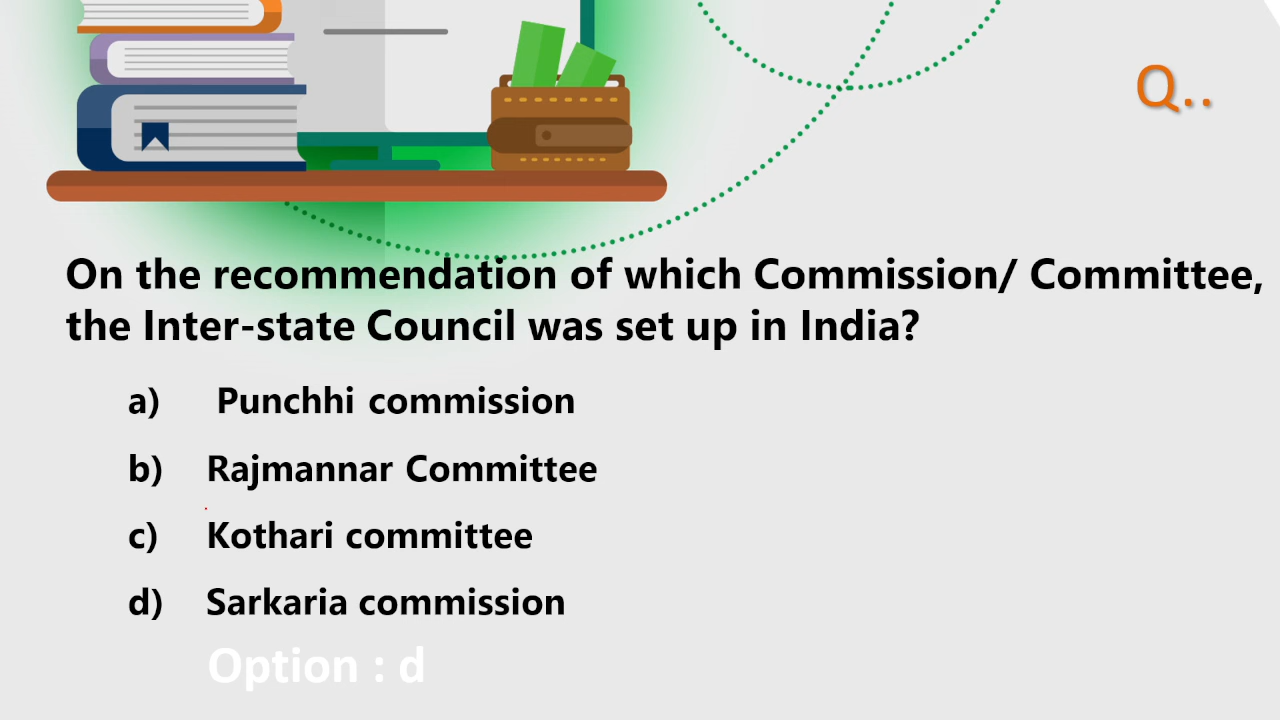 Q..
On the recommendation of which Commission/ Committee,
the Inter-state Council was set up in India?
a) Punchhi commission
b) Rajmannar Committee
c) Kothari committee
d) Sarkaria commission
Option : d